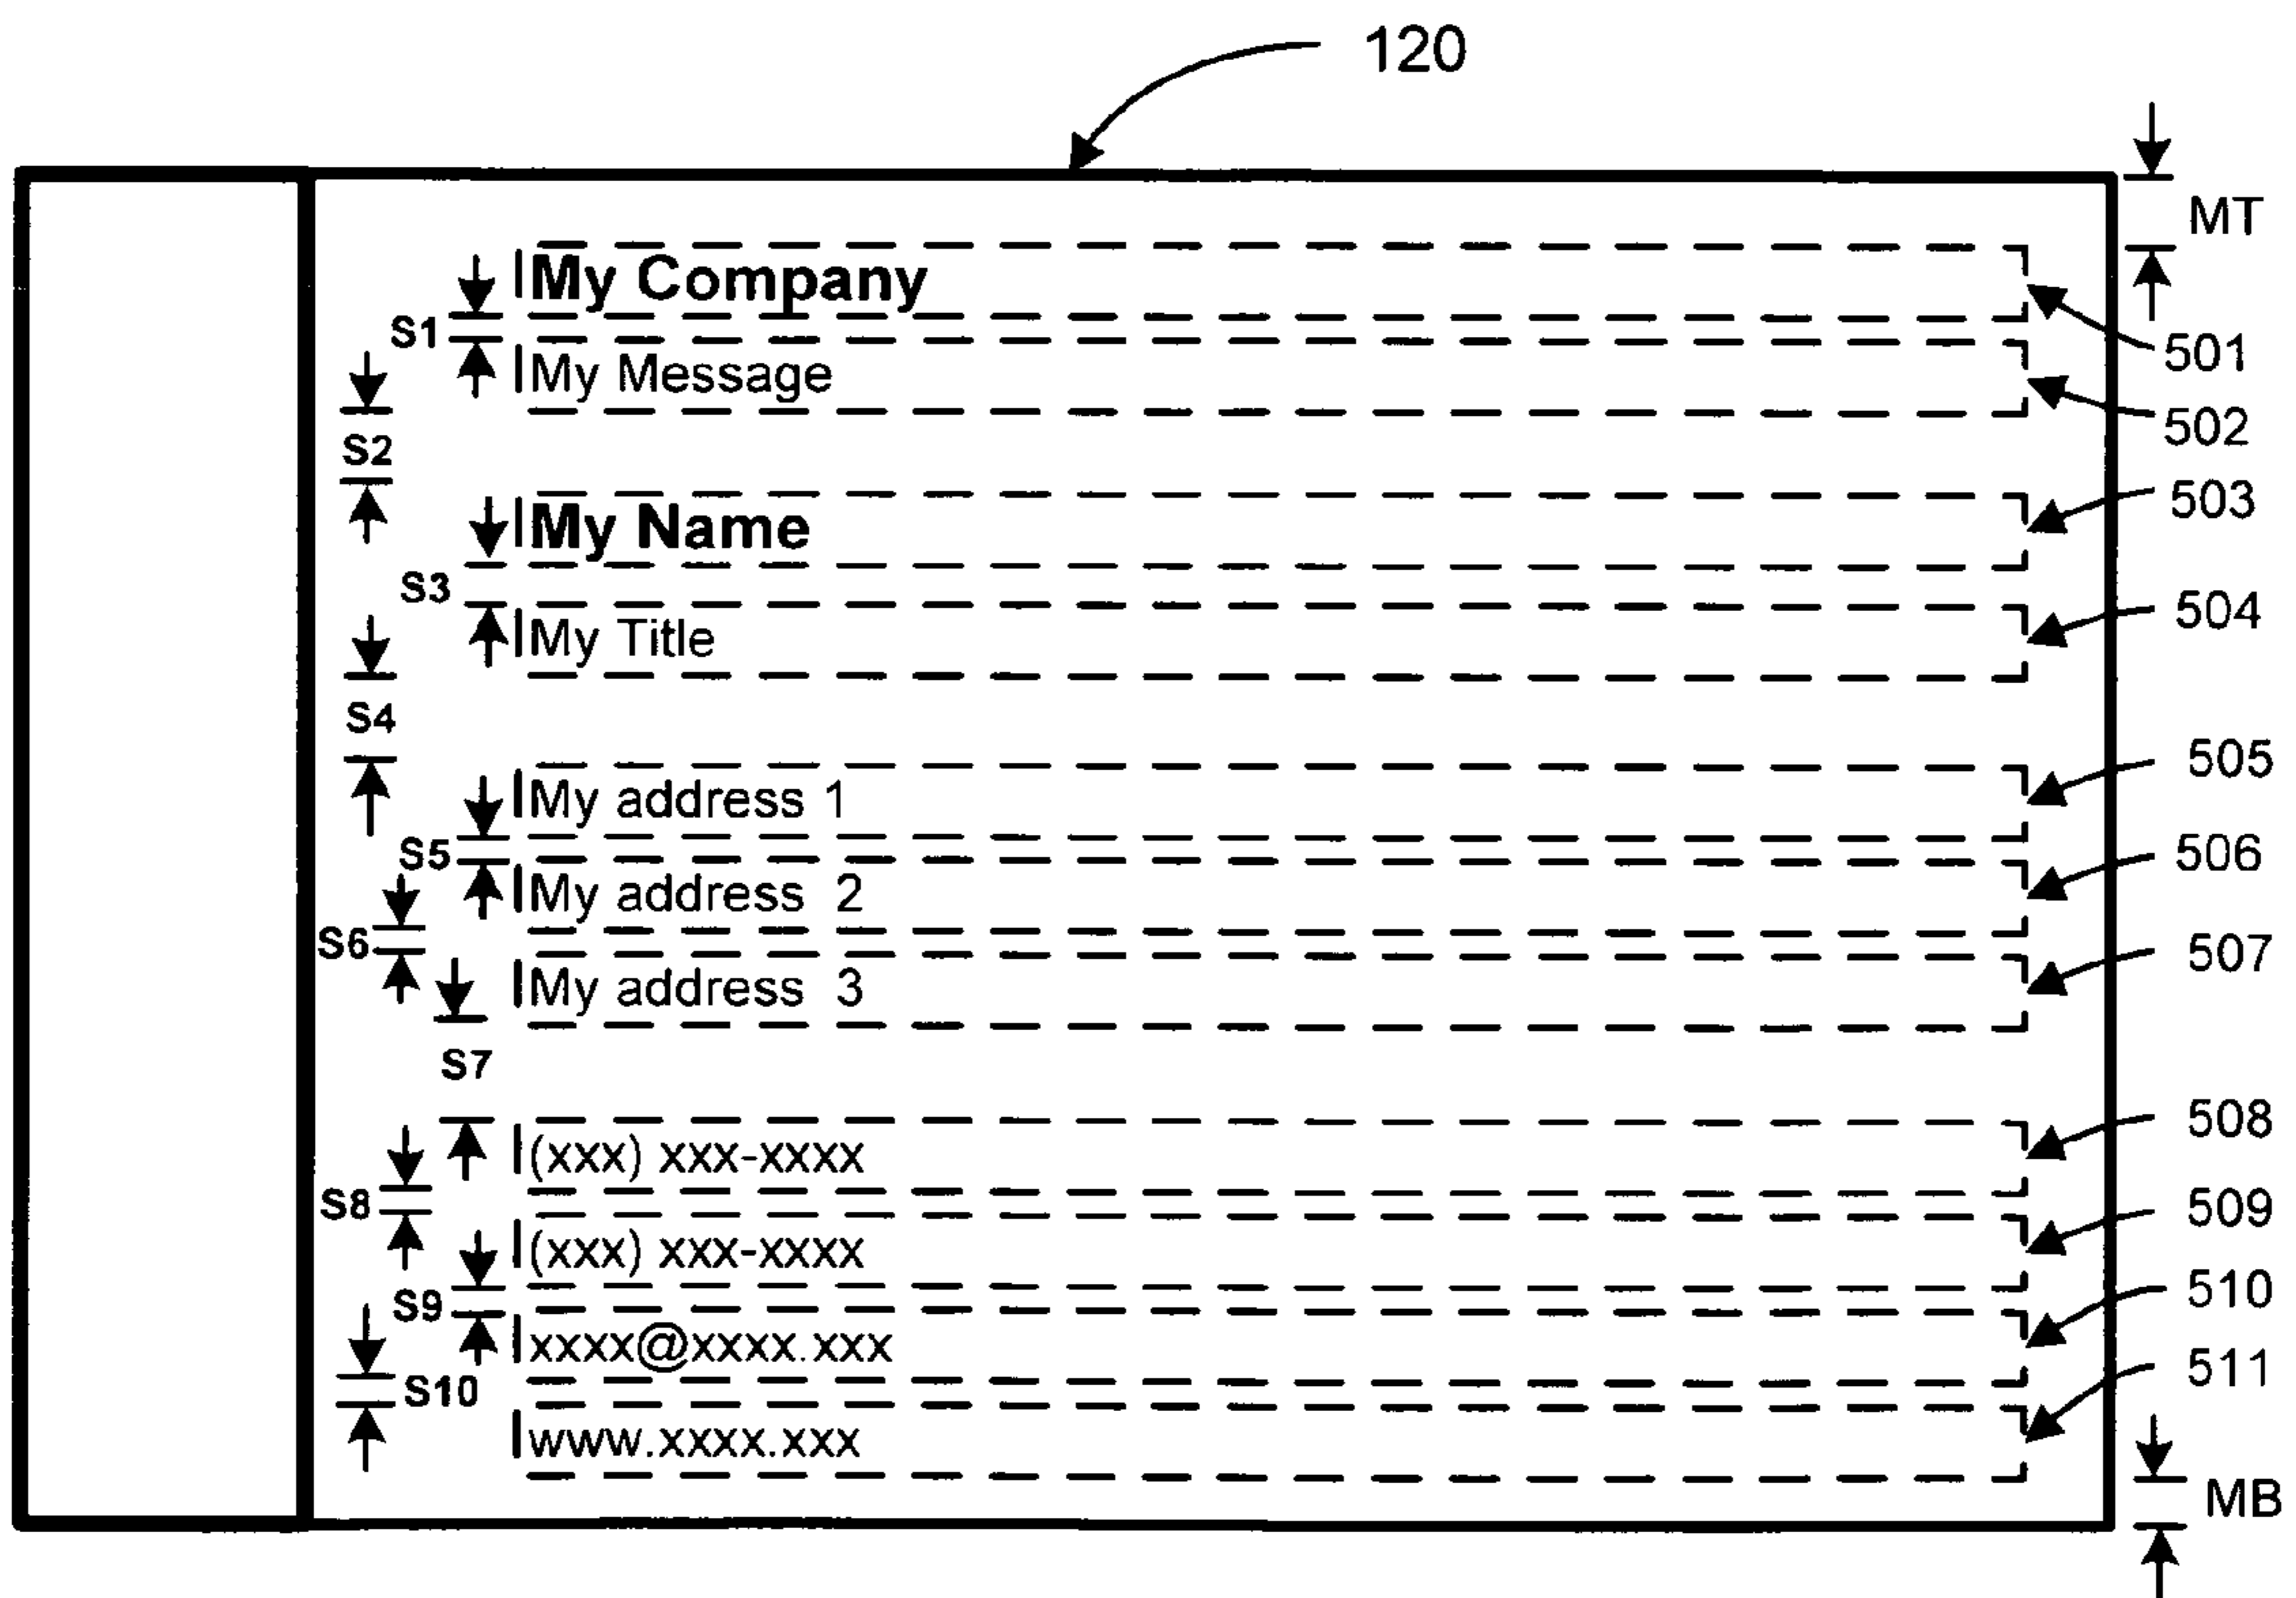 120
MT
My Company
S1
501
My Message
502
S2
503
My Name
S3
504
My Title
S4
505
My address 1
S5
506
My address 2
S6
507
My address 3
S7
508
(xxx) xxx-xxxx
S8
509
(xxx) xxx-xxxx
S9
510
xxxx@xxxx.xxx
S10
511
www.xxxx.xxx
MB